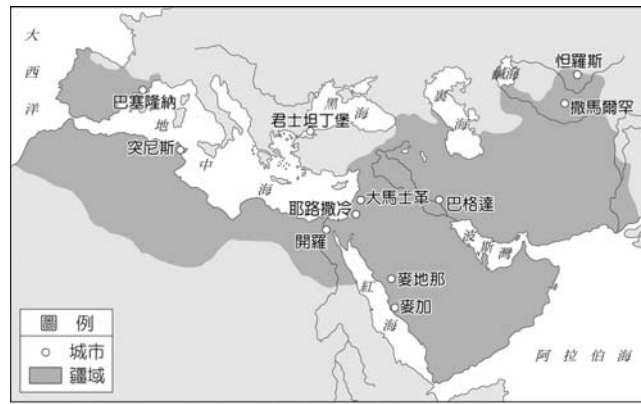 大西洋
巴塞隆納
地中海
突尼斯
君士坦丁堡
黑海
裏海
鹹海
怛羅斯
撒馬爾罕
大馬士革
巴格達
耶路撒冷
開羅
波斯灣
麥地那
麥加
紅海
阿拉伯海
圖例
城市
疆域